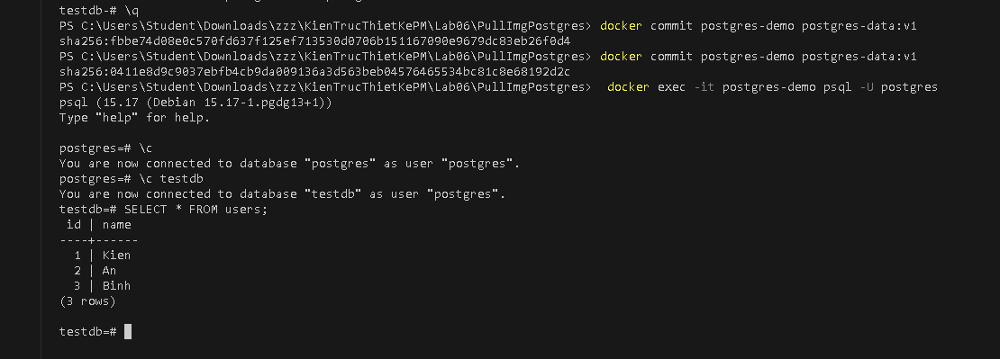 testdb-# \q
PS C:\Users\Student\Downloads\zzz\KienTrucThietKePM\Lab06\PullImgPostgres> docker commit postgres-demo postgres-data:v1
sha256:fbbe74d08e0c570fd637f125ef713530d0706b151167090e9679dc83eb26f0d4
PS C:\Users\Student\Downloads\zzz\KienTrucThietKePM\Lab06\PullImgPostgres> docker commit postgres-demo postgres-data:v1
sha256:0411e8d9c9037ebfb4cb9da009136a3d563beb04576465534bc81c8e68192d2c
PS C:\Users\Student\Downloads\zzz\KienTrucThietKePM\Lab06\PullImgPostgres>  docker exec -it postgres-demo psql -U postgres
psql (15.17 (Debian 15.17-1.pgdg13+1))
Type "help" for help.

postgres=# \c
You are now connected to database "postgres" as user "postgres".
postgres=# \c testdb
You are now connected to database "testdb" as user "postgres".
testdb=# SELECT * FROM users;
 id | name
----+------
  1 | Kien
  2 | An
  3 | Binh
(3 rows)

testdb=#